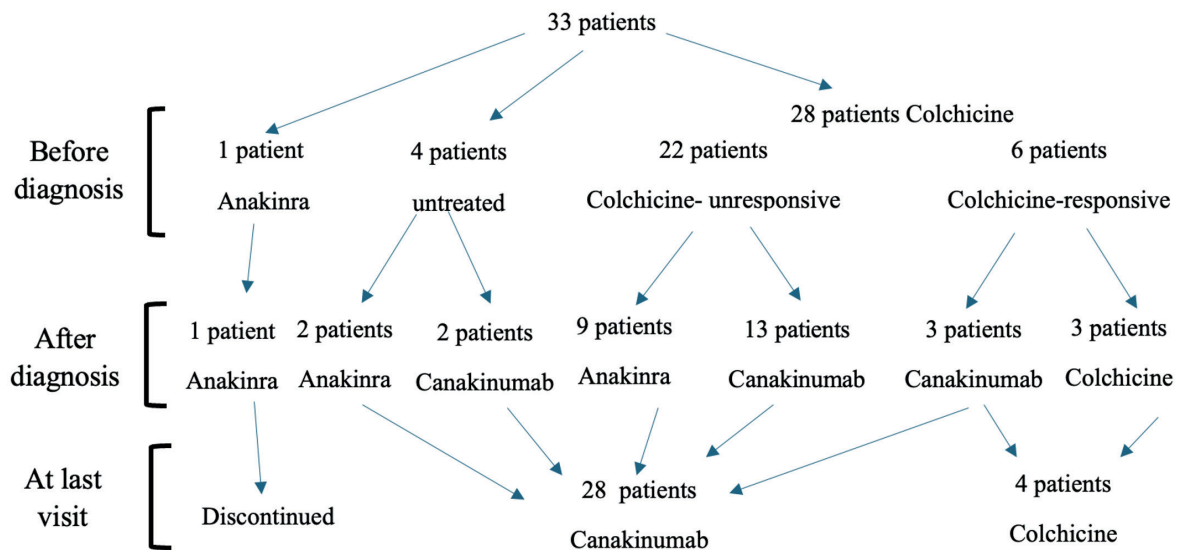 33 patients
28 patients Colchicine
Before
diagnosis
1 patient
Anakinra
4 patients
untreated
22 patients
Colchicine- unresponsive
6 patients
Colchicine-responsive
After
diagnosis
1 patient
Anakinra
2 patients
Anakinra
2 patients
Canakinumab
9 patients
Anakinra
13 patients
Canakinumab
3 patients
Canakinumab
3 patients
Colchicine
At last
visit
Discontinued
28 patients
Canakinumab
4 patients
Colchicine